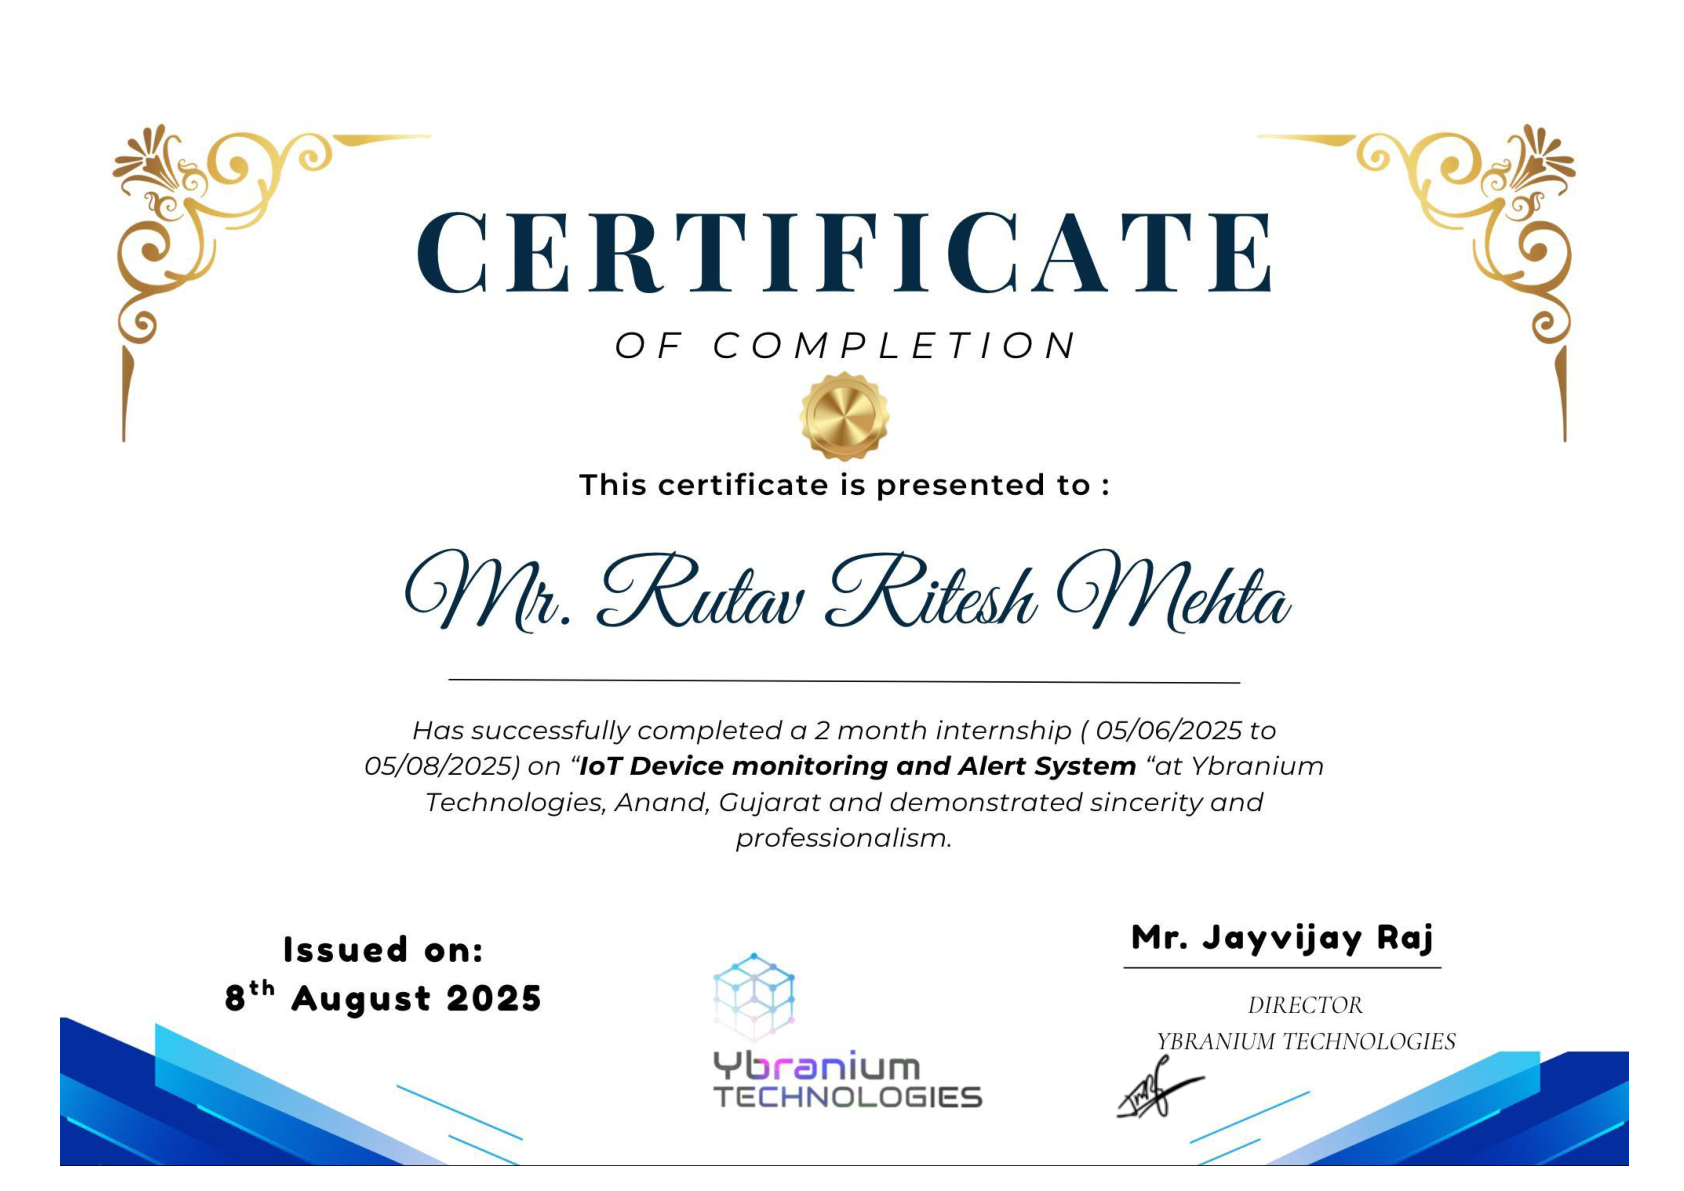 CERTIFICATE
OF COMPLETION
This certificate is presented to :
Mr. Rutav Ritesh Mehta
Has successfully completed a 2 month internship ( 05/06/2025 to
05/08/2025) on “IoT Device monitoring and Alert System “at Ybranium
Technologies, Anand, Gujarat and demonstrated sincerity and
professionalism.
Issued on:
8th August 2025
Ybranium
TECHNOLOGIES
Mr. Jayvijay Raj
DIRECTOR
YBRANIUM TECHNOLOGIES